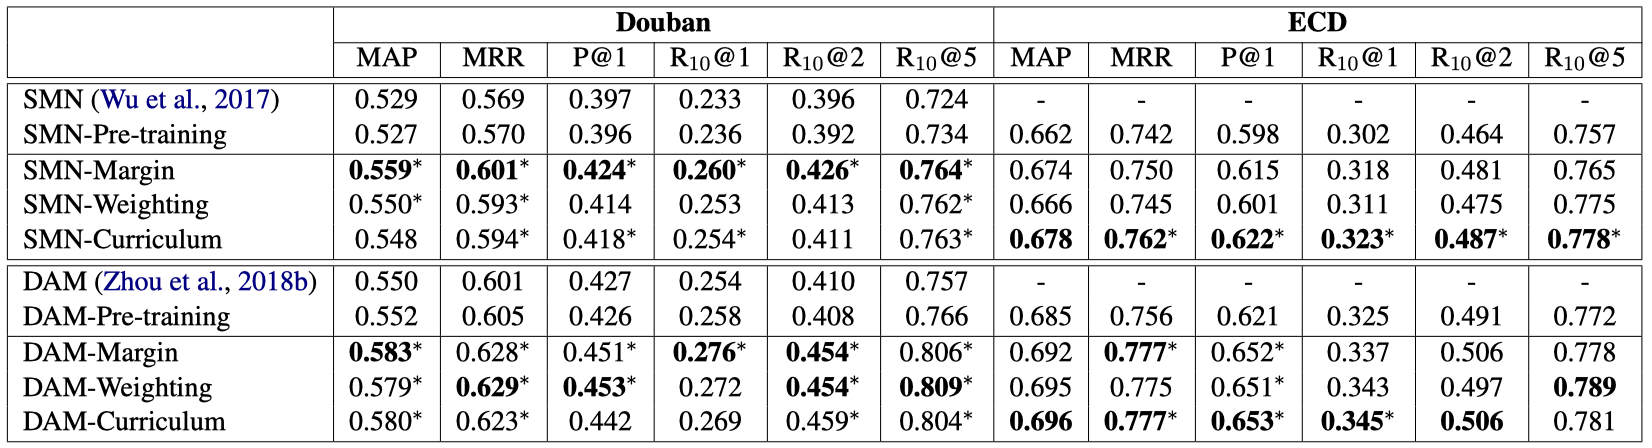 Douban ECD
MAP MRR P@1 R10@1 R10@2 R10@5 MAP MRR P@1 R10@1 R10@2 R10@5
SMN (Wu et al., 2017) 0.529 0.569 0.397 0.233 0.396 0.724 - - - - - -
SMN-Pre-training 0.527 0.570 0.396 0.236 0.392 0.734 0.662 0.742 0.598 0.302 0.464 0.757
SMN-Margin 0.559* 0.601* 0.424* 0.260* 0.426* 0.764* 0.674 0.750 0.615 0.318 0.481 0.765
SMN-Weighting 0.550* 0.593* 0.414 0.253 0.413 0.762* 0.666 0.745 0.601 0.311 0.475 0.775
SMN-Curriculum 0.548 0.594* 0.418* 0.254* 0.411 0.763* 0.678 0.762* 0.622* 0.323* 0.487* 0.778*
DAM (Zhou et al., 2018b) 0.550 0.601 0.427 0.254 0.410 0.757 - - - - - -
DAM-Pre-training 0.552 0.605 0.426 0.258 0.408 0.766 0.685 0.756 0.621 0.325 0.491 0.772
DAM-Margin 0.583* 0.628* 0.451* 0.276* 0.454* 0.806* 0.692 0.777* 0.652* 0.337 0.506 0.778
DAM-Weighting 0.579* 0.629* 0.453* 0.272 0.454* 0.809* 0.695 0.775 0.651* 0.343 0.497 0.789
DAM-Curriculum 0.580* 0.623* 0.442 0.269 0.459* 0.804* 0.696 0.777* 0.653* 0.345* 0.506 0.781